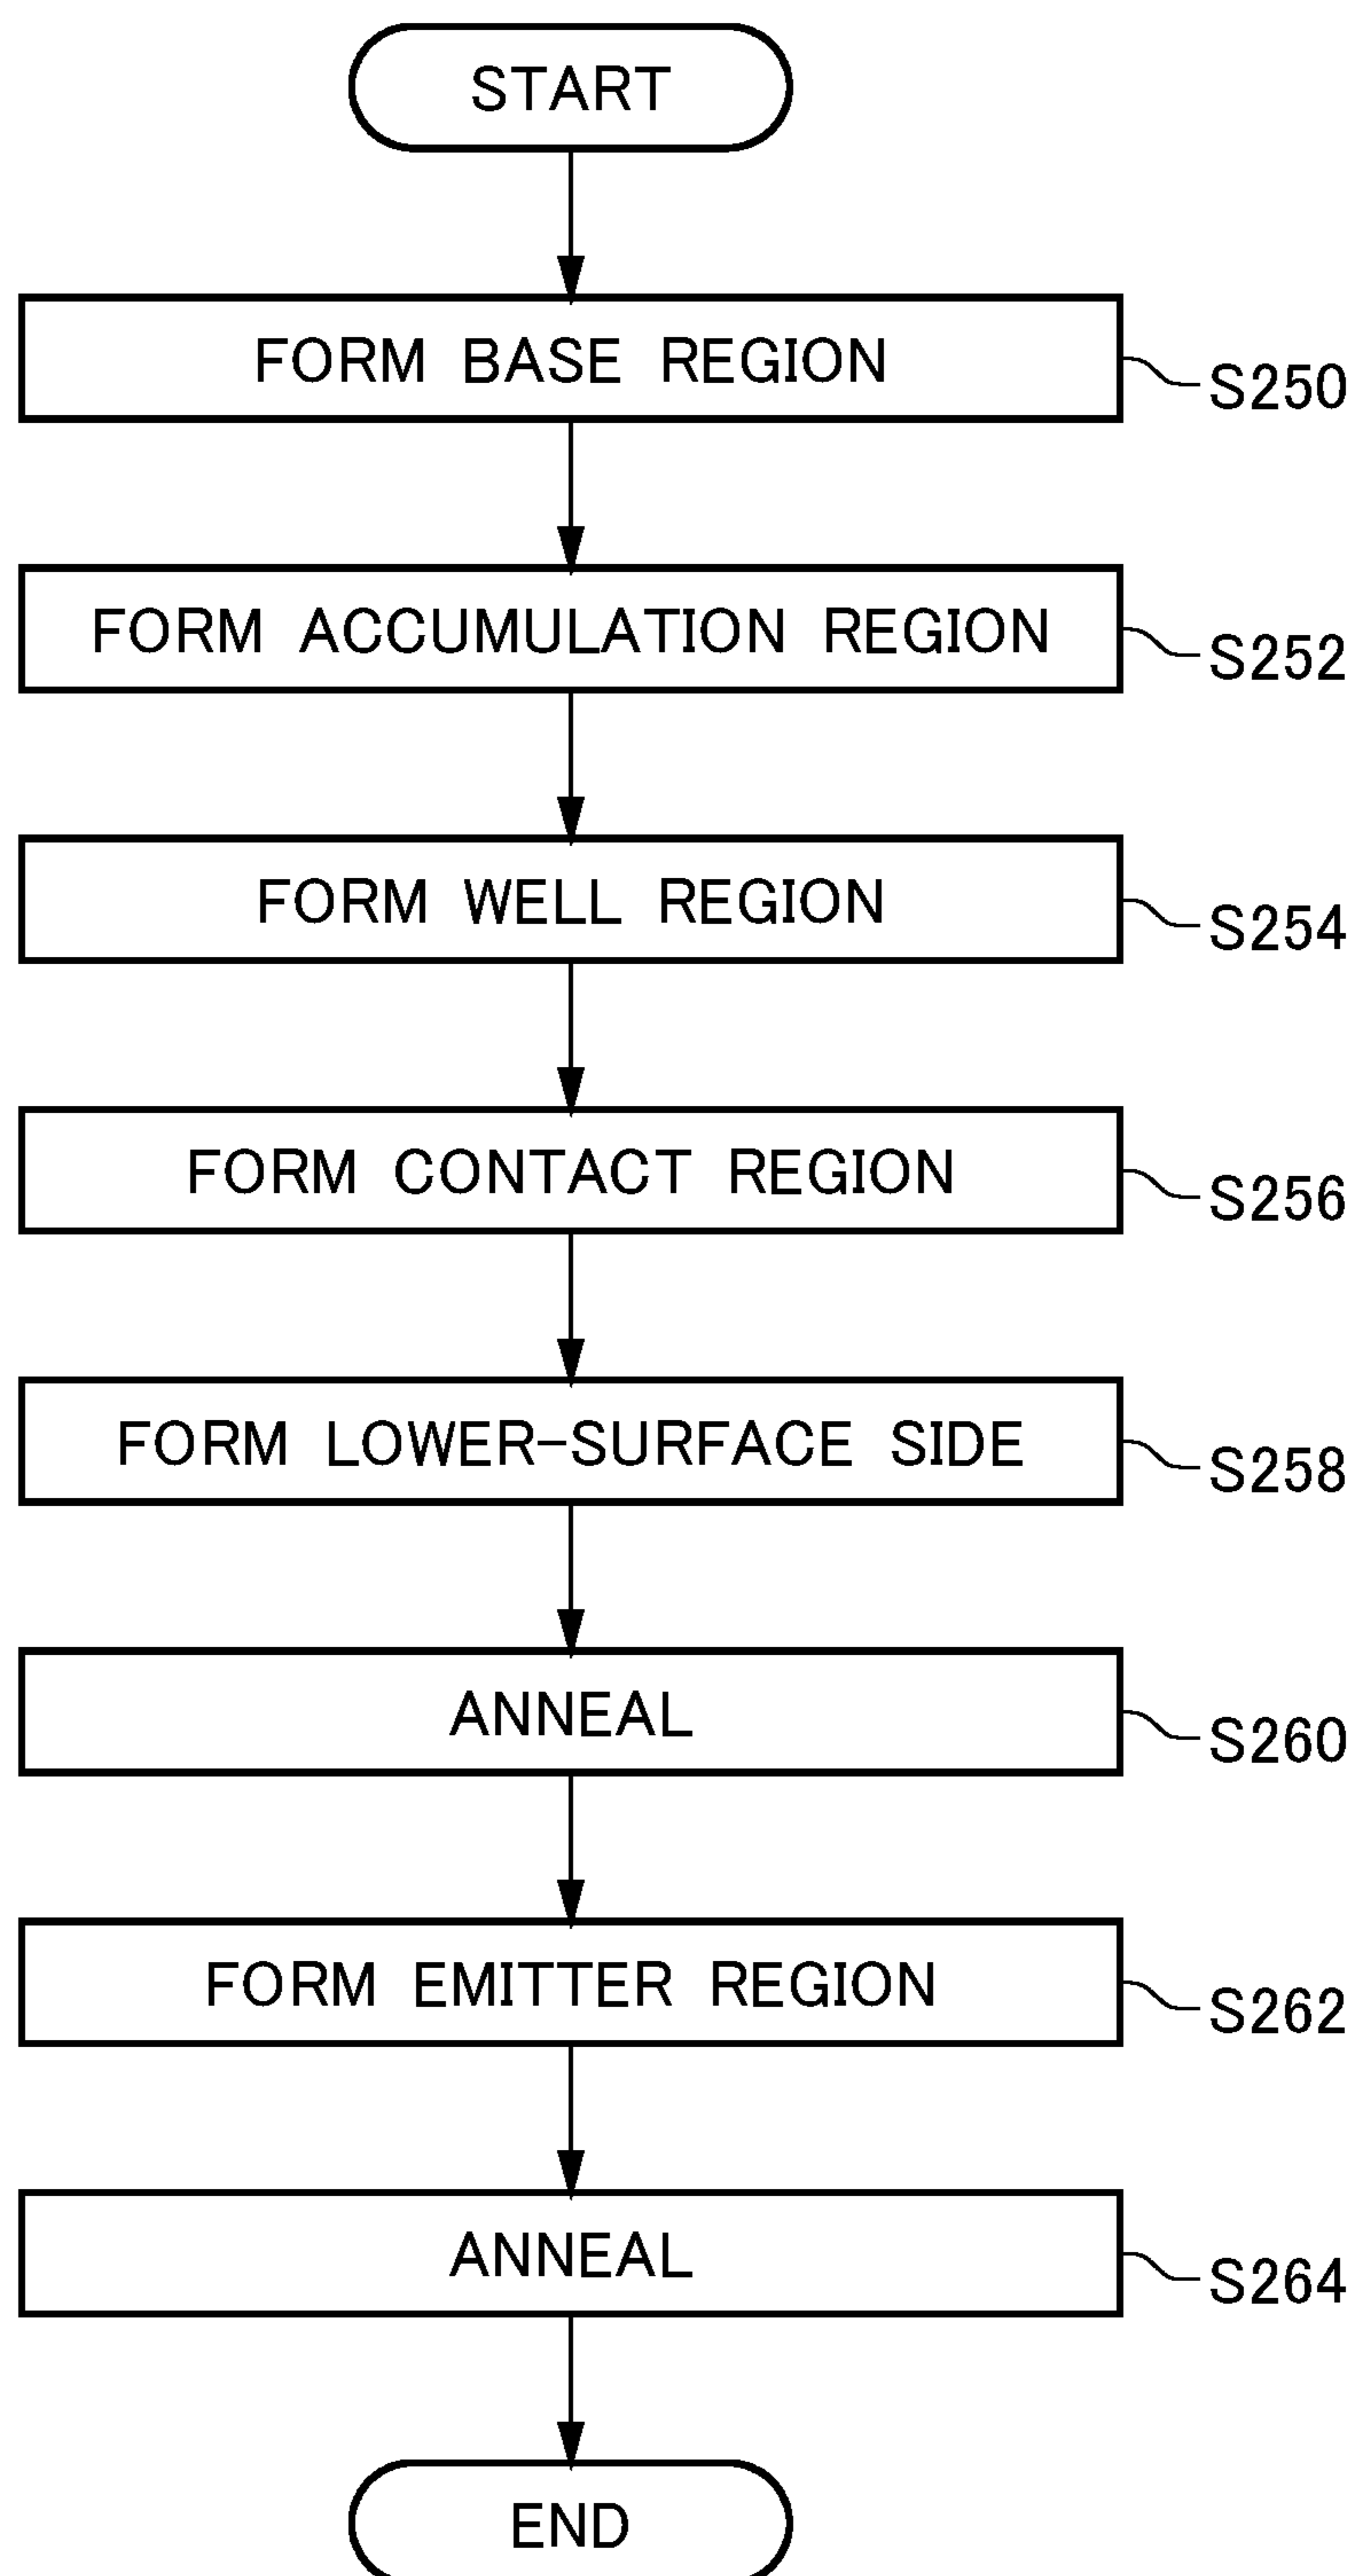 START
FORM BASE REGION
S250
FORM ACCUMULATION REGION
S252
FORM WELL REGION
S254
FORM CONTACT REGION
S256
FORM LOWER-SURFACE SIDE
S258
ANNEAL
S260
FORM EMITTER REGION
S262
ANNEAL
S264
END